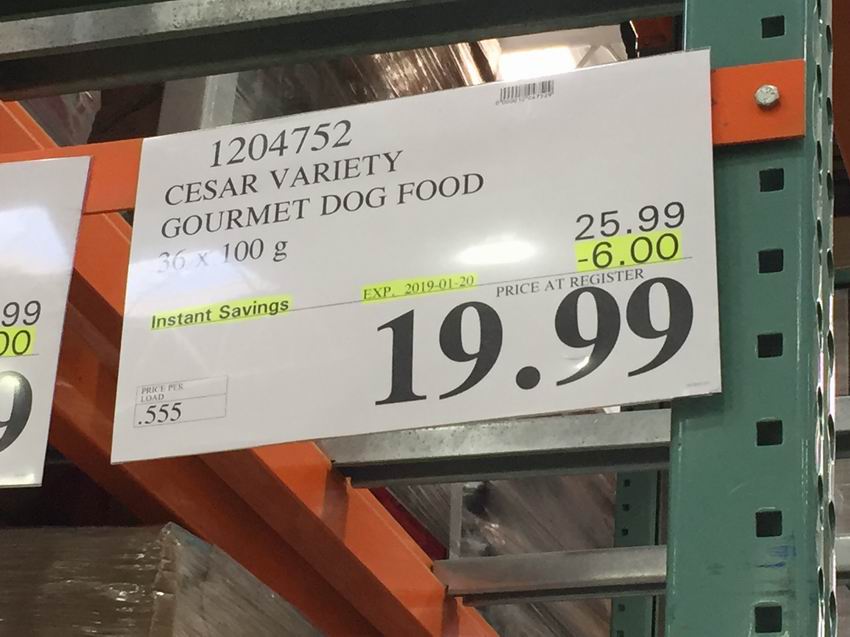 1204752
CESAR VARIETY
GOURMET DOG FOOD
36 x 100 g
25.99
-6.00
Instant Savings
EXP. 2019-01-20
PRICE AT REGISTER
19.99
PRICE PER
LOAD
.555
.99
00
9